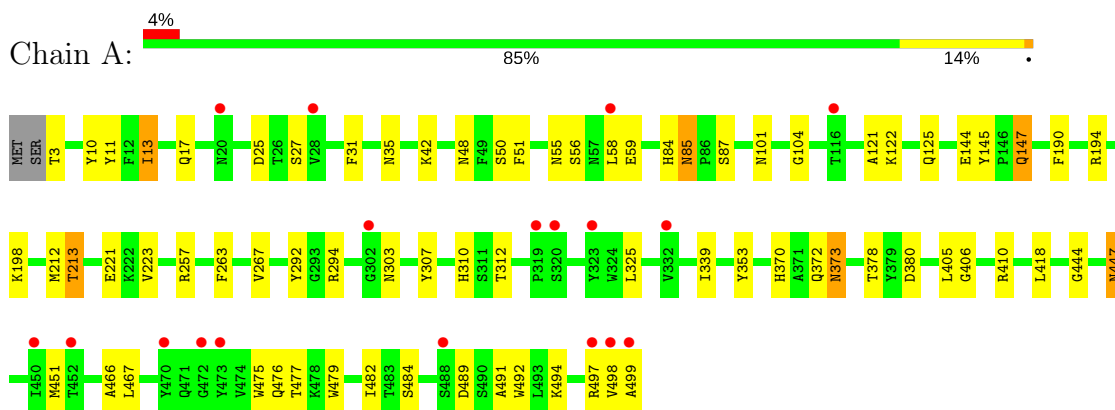 4%
Chain A:
85% 14% •
MET SER T3 Y10 Y11 F12 I13 Q17 N20 D25 T26 S27 V28 F31 N35 K42 N48 F49 S50 F51 N55 S56 N57 L58 E59 H84 N85 P86 S87 N101 G104 T116 A121 K122 Q125 E144 Y145 P146 Q147 F190 R194
K198 M212 T213 E221 K222 V223 R257 F263 V267 Y292 G293 R294 G302 N303 Y307 H310 S311 T312 P319 S320 Y323 W324 L325 V332 I339 Y353 H370 A371 Q372 N373 T378 Y379 D380 L405 G406 R410 L418 G444 N447
I450 M451 T452 A466 L467 Y470 Q471 G472 Y473 V474 W475 Q476 T477 K478 W479 I482 T483 S484 S488 D489 S490 A491 W492 L493 K494 R497 V498 A499